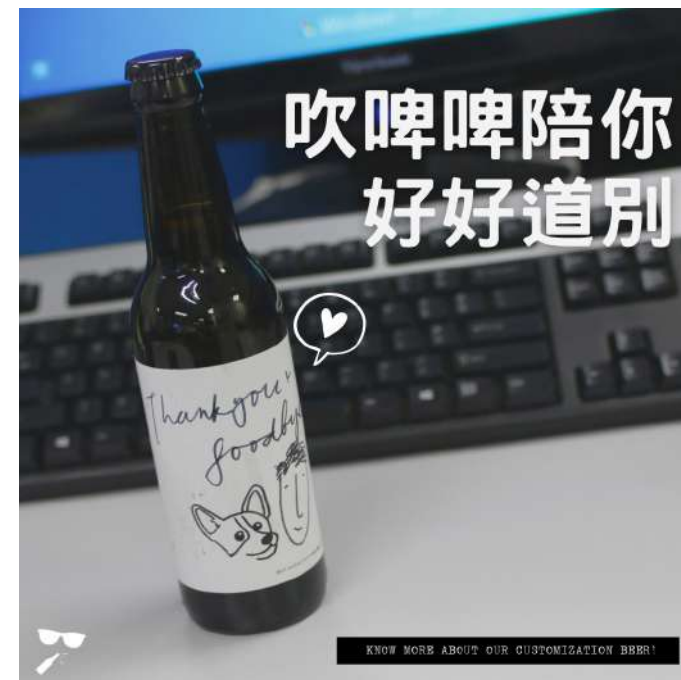 吹啤啤陪你
好好道別
Thank you &
Goodbye
KNOW MORE ABOUT OUR CUSTOMIZATION BEER!